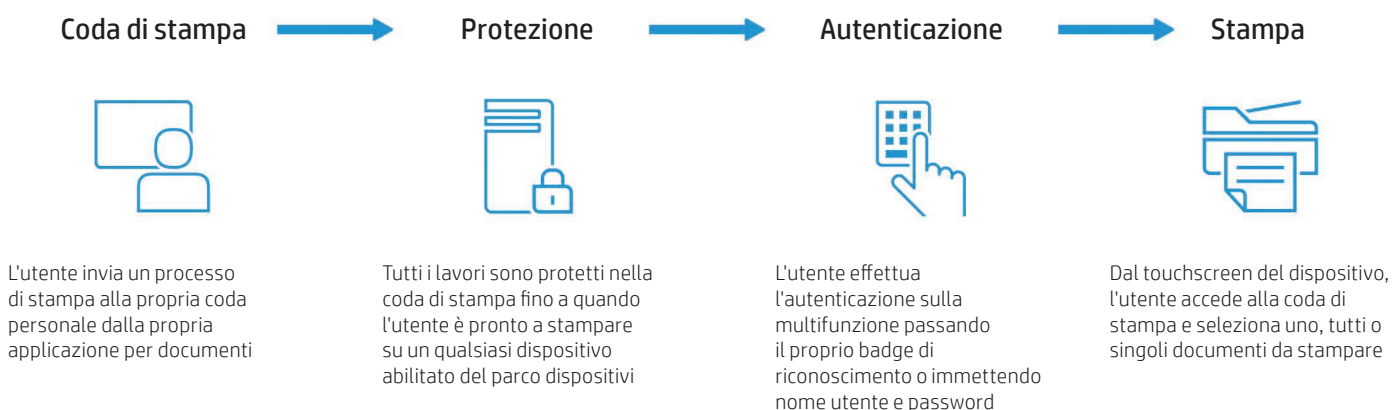 Coda di stampa
Protezione
Autenticazione
Stampa
L'utente invia un processo
di stampa alla propria coda
personale dalla propria
applicazione per documenti
Tutti i lavori sono protetti nella
coda di stampa fino a quando
l'utente è pronto a stampare
su un qualsiasi dispositivo
abilitato del parco dispositivi
L'utente effettua
l'autenticazione sulla
multifunzione passando
il proprio badge di
riconoscimento o immettendo
nome utente e password
Dal touchscreen del dispositivo,
l'utente accede alla coda di
stampa e seleziona uno, tutti o
singoli documenti da stampare